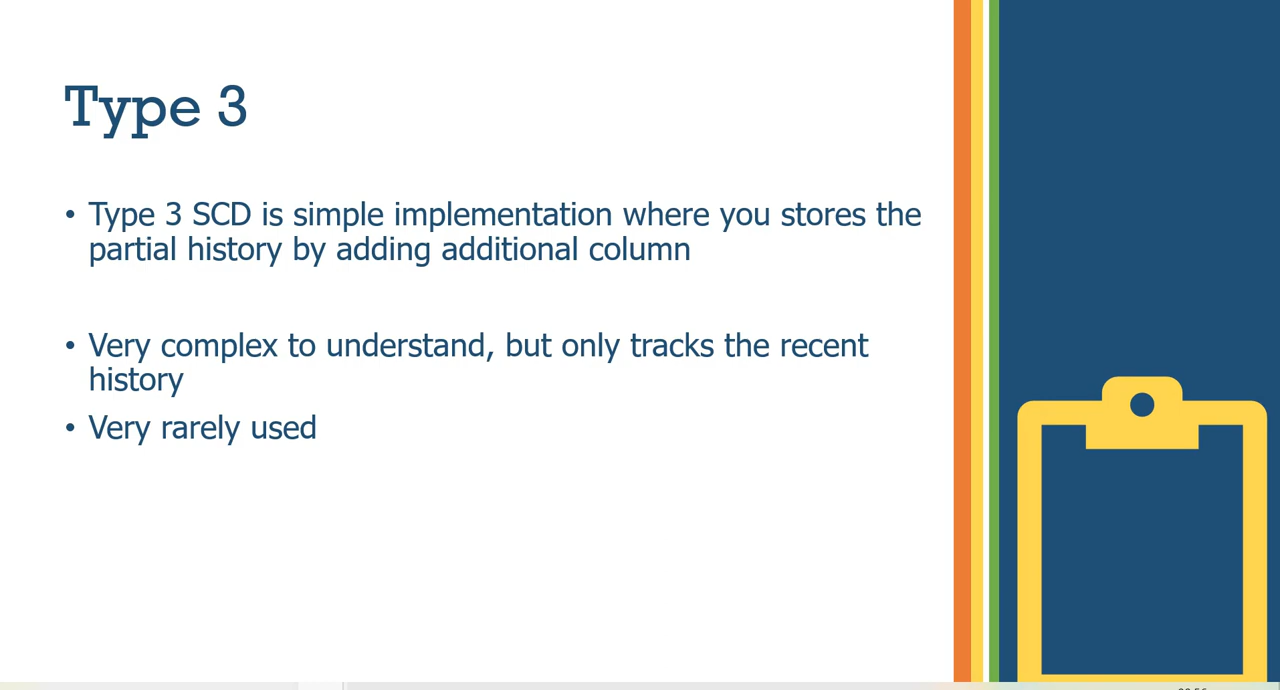 Type 3
• Type 3 SCD is simple implementation where you stores the
partial history by adding additional column
• Very complex to understand, but only tracks the recent
history
• Very rarely used